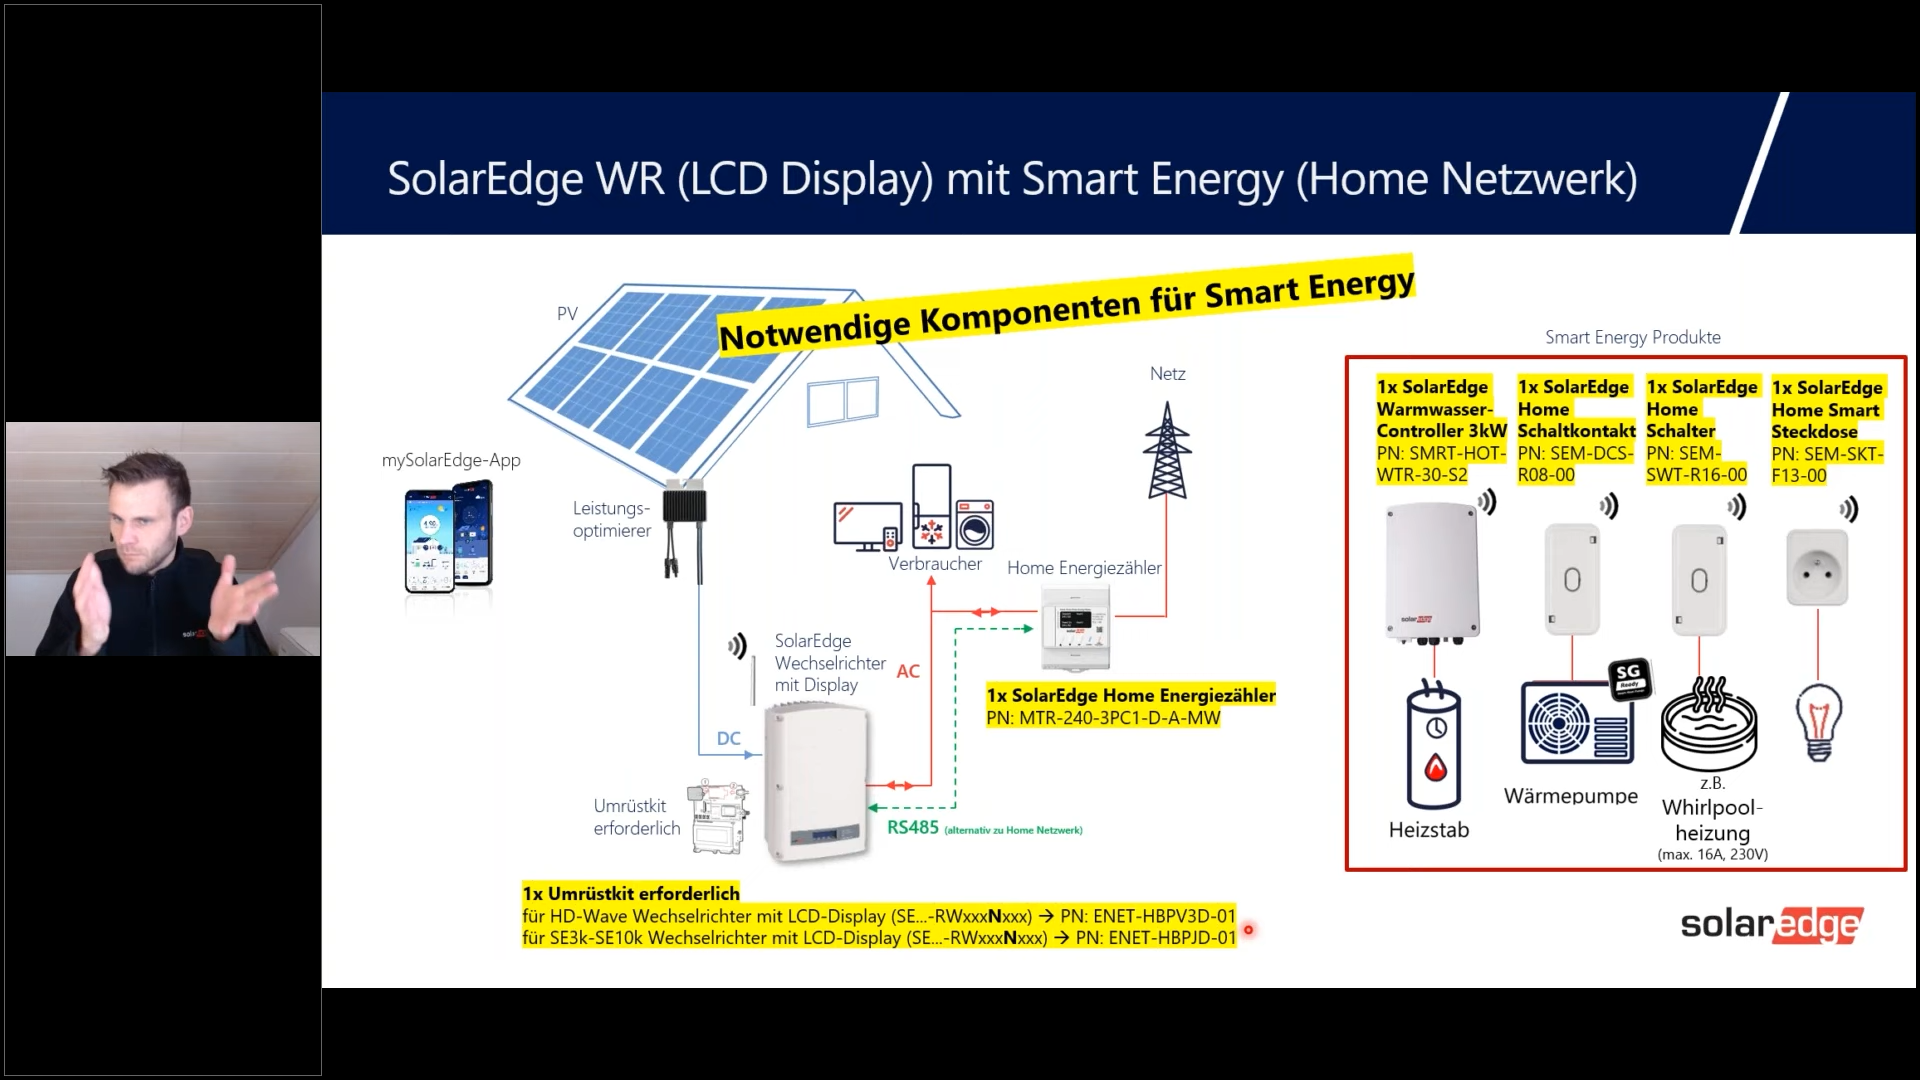 SolarEdge WR (LCD Display) mit Smart Energy (Home Netzwerk)
Notwendige Komponenten für Smart Energy
PV
mySolarEdge-App
Leistungs-
optimierer
Verbraucher
Netz
Home Energiezähler
1x SolarEdge Home Energiezähler
PN: MTR-240-3PC1-D-A-MW
SolarEdge
Wechselrichter
mit Display
AC
DC
Umrüstkit
erforderlich
RS485 (alternativ zu Home Netzwerk)
1x Umrüstkit erforderlich
für HD-Wave Wechselrichter mit LCD-Display (SE...-RWxxxNxxx) → PN: ENET-HBPV3D-01
für SE3k-SE10k Wechselrichter mit LCD-Display (SE...-RWxxxNxxx) → PN: ENET-HBPJD-01
Smart Energy Produkte
1x SolarEdge
Warmwasser-
Controller 3kW
PN: SMRT-HOT-
WTR-30-S2
1x SolarEdge
Home
Schaltkontakt
PN: SEM-DCS-
R08-00
1x SolarEdge
Home
Schalter
PN: SEM-
SWT-R16-00
1x SolarEdge
Home Smart
Steckdose
PN: SEM-SKT-
F13-00
solaredge
SG
Ready
Heizstab
Wärmepumpe
z.B.
Whirlpool-
heizung
(max. 16A, 230V)
solaredge